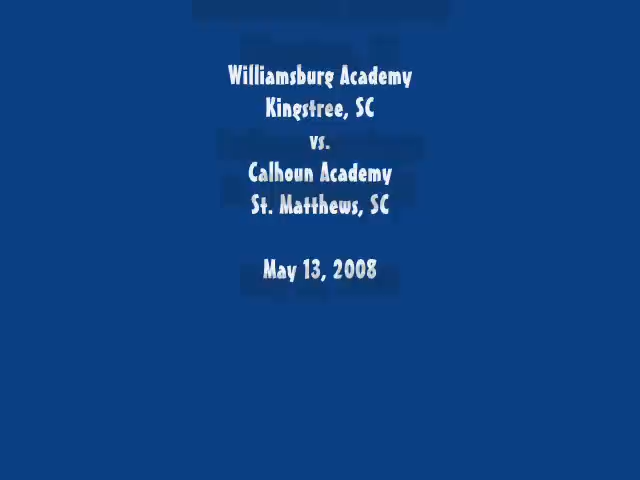 Williamsburg Academy
Kingstree, SC
vs.
Calhoun Academy
St. Matthews, SC
May 13, 2008